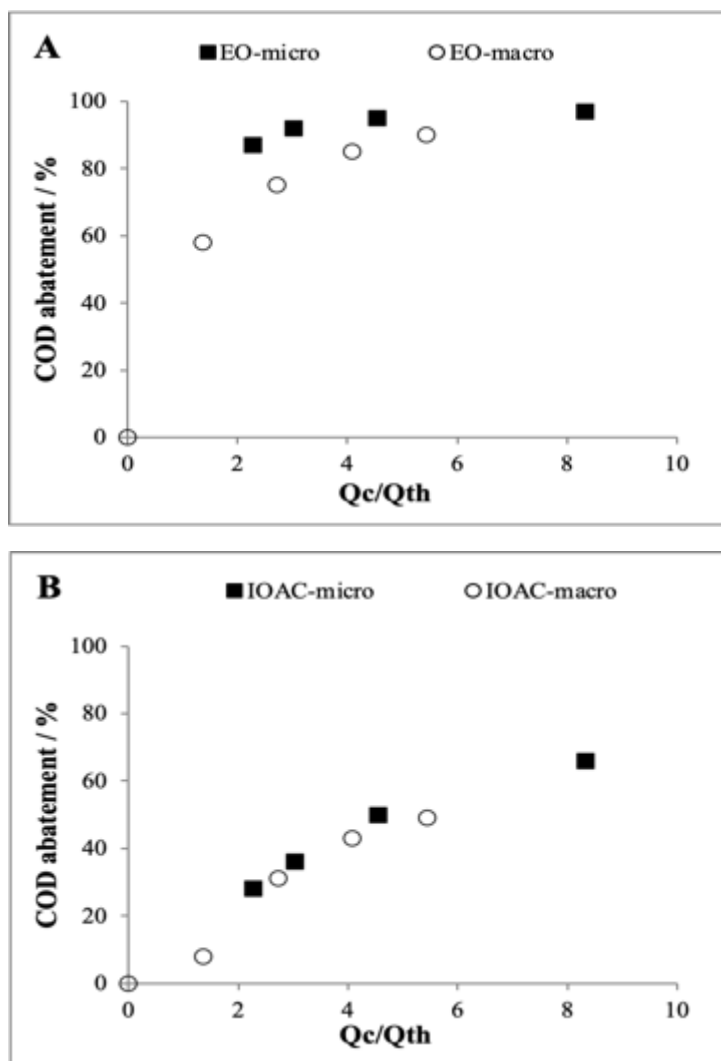 A
EO-micro EO-macro
100
80
60
40
20
0
COD abatement / %
0 2 4 6 8 10
Qc/Qth
B
IOAC-micro IOAC-macro
100
80
60
40
20
0
COD abatement / %
0 2 4 6 8 10
Qc/Qth